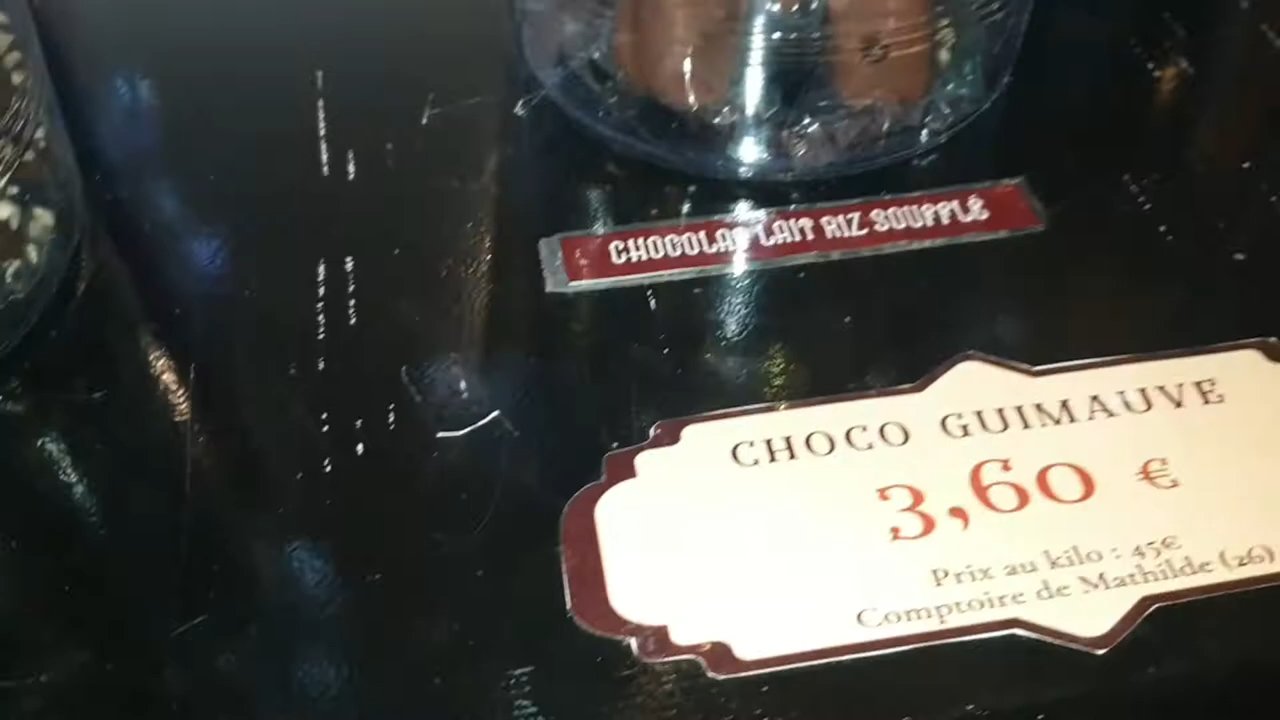 CHOCOLAT LAIT RIZ SOUFFLÉ
CHOCO GUIMAUVE
3,60 €
Prix au kilo : 45€
Comptoire de Mathilde (26)